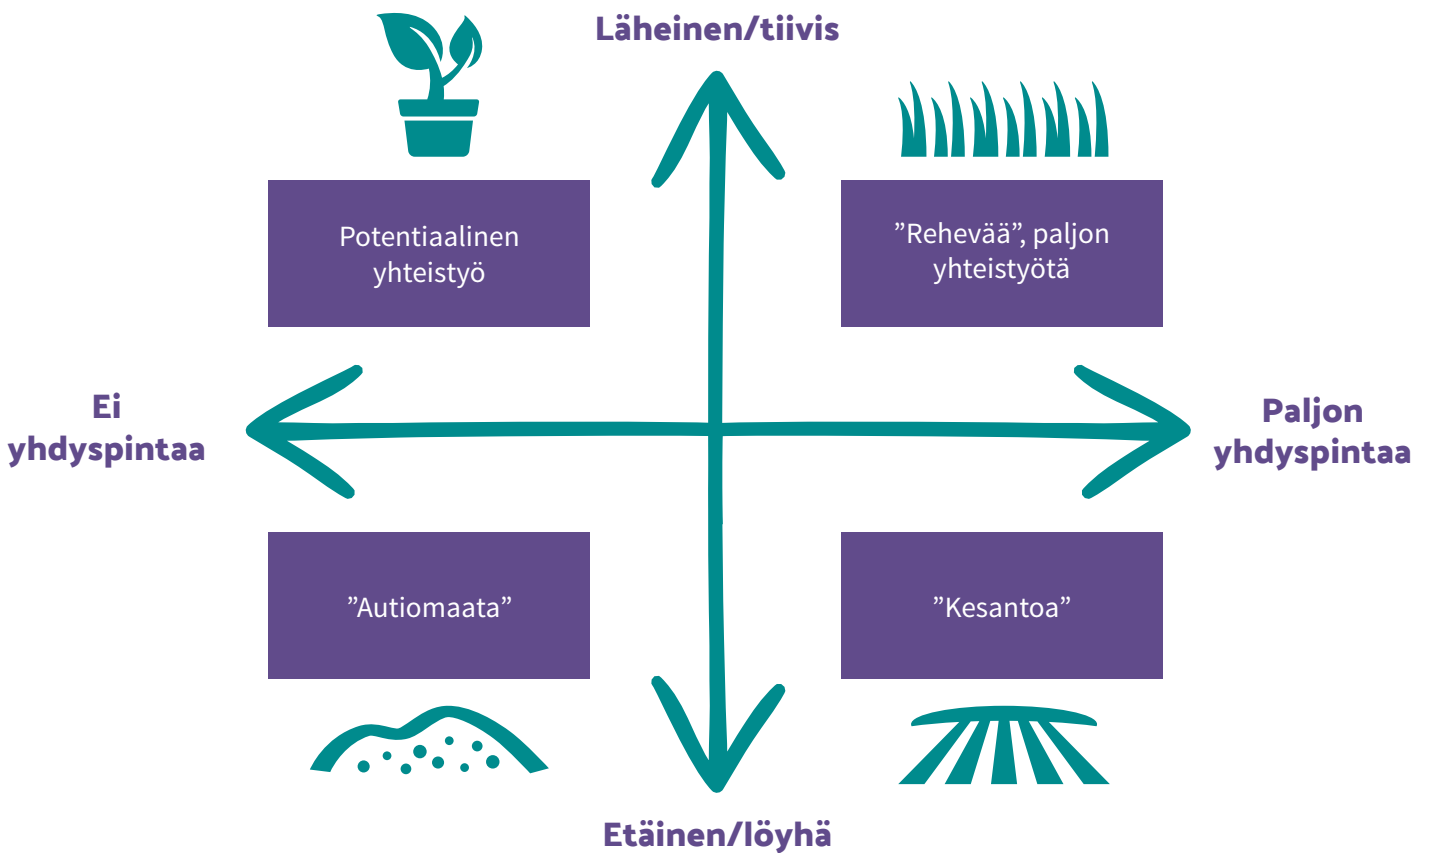 Läheinen/tiivis
Potentiaalinen
yhteistyö
”Rehevää”, paljon
yhteistyötä
Ei
yhdyspintaa
Paljon
yhdyspintaa
”Autiomaata”
”Kesantoa”
Etäinen/löyhä